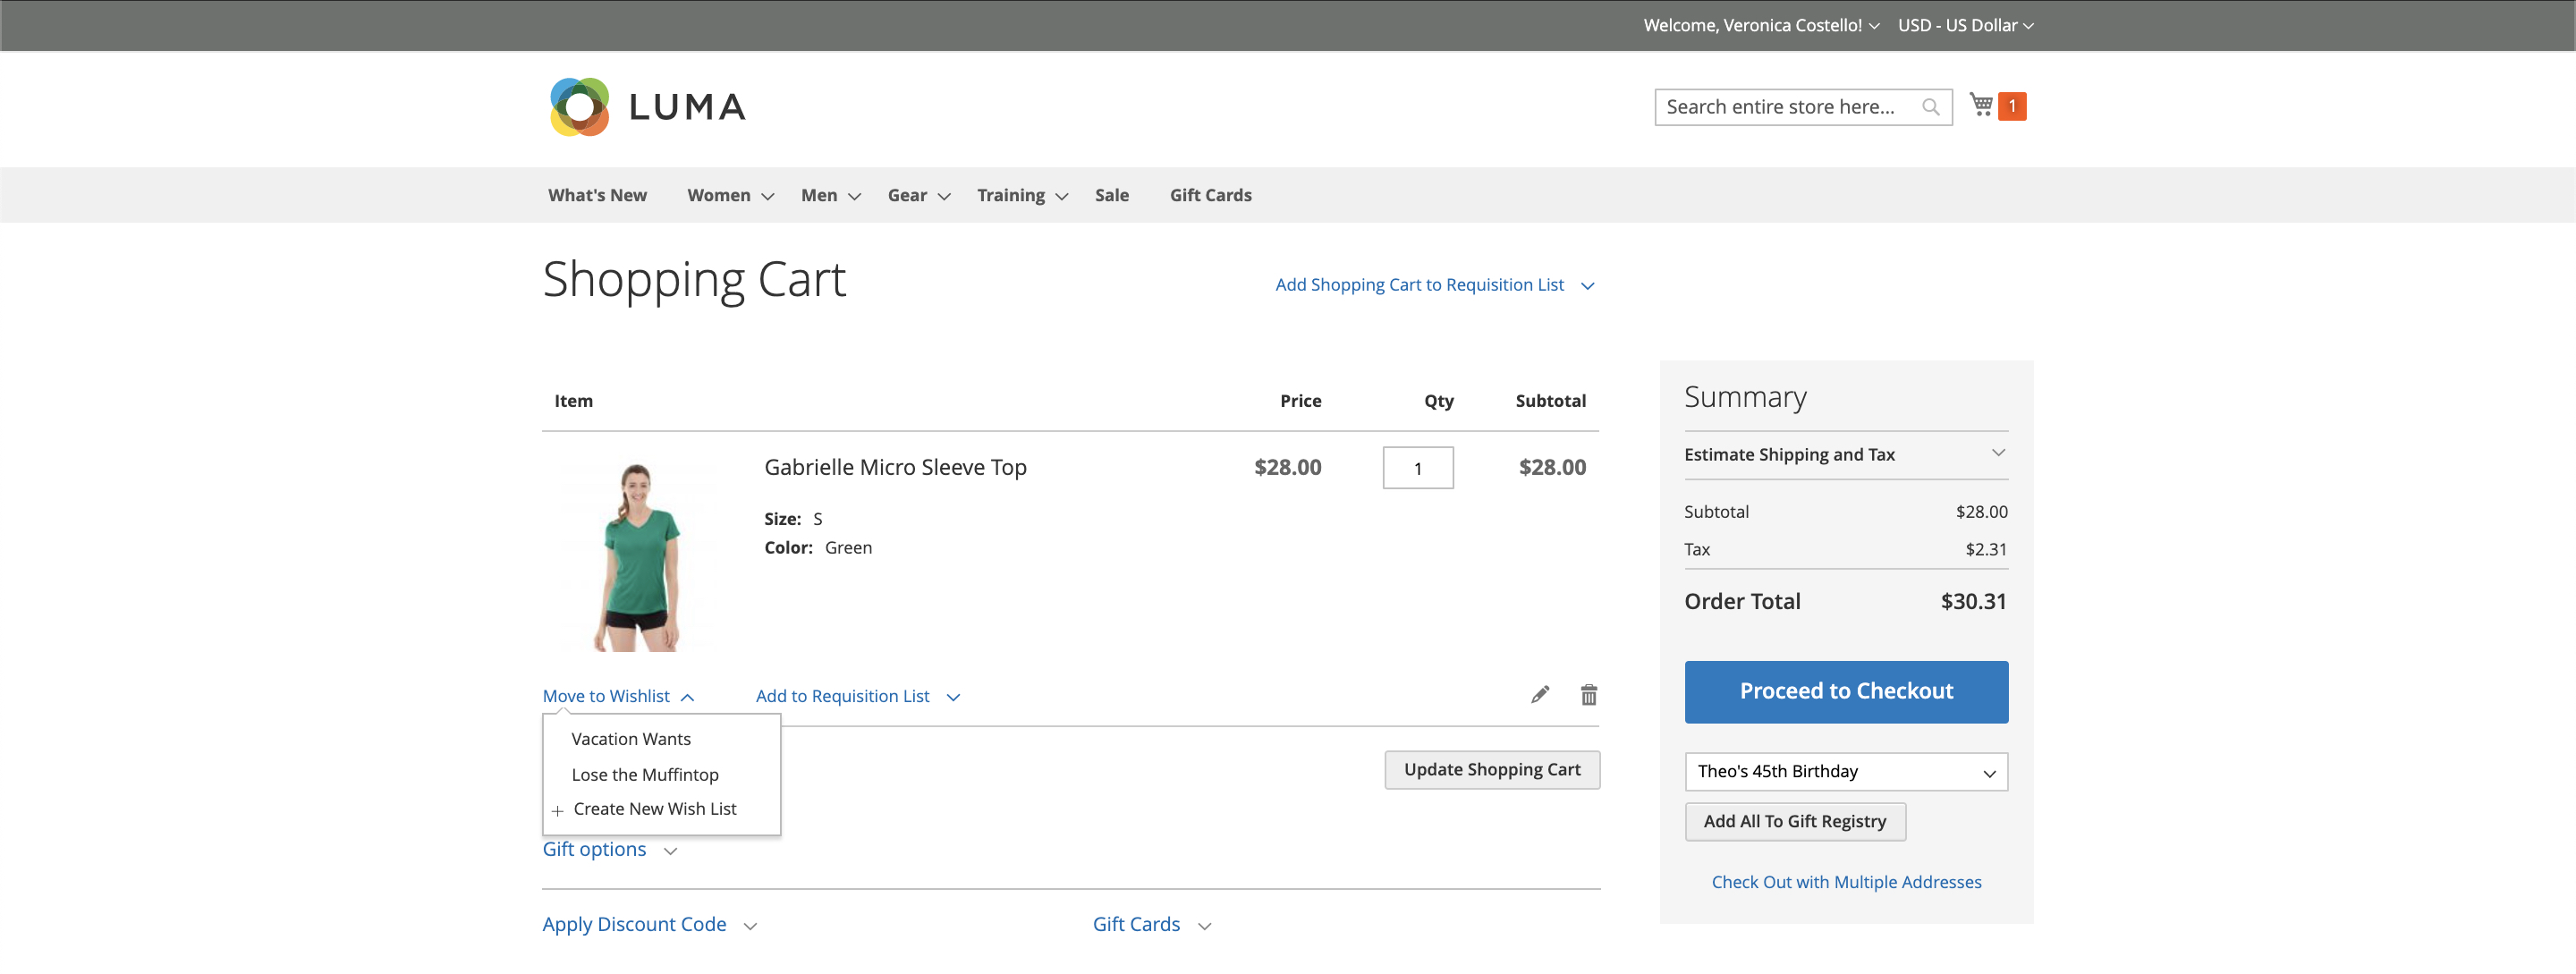 Welcome, Veronica Costello! USD - US Dollar
LUMA
Search entire store here... 1
What's New Women Men Gear Training Sale Gift Cards
Shopping Cart
Add Shopping Cart to Requisition List
Item Price Qty Subtotal
Gabrielle Micro Sleeve Top $28.00 1 $28.00
Size: S
Color: Green
Move to Wishlist Add to Requisition List
Vacation Wants
Lose the Muffintop
+ Create New Wish List
Update Shopping Cart
Gift options
Apply Discount Code Gift Cards
Summary
Estimate Shipping and Tax
Subtotal $28.00
Tax $2.31
Order Total $30.31
Proceed to Checkout
Theo's 45th Birthday
Add All To Gift Registry
Check Out with Multiple Addresses